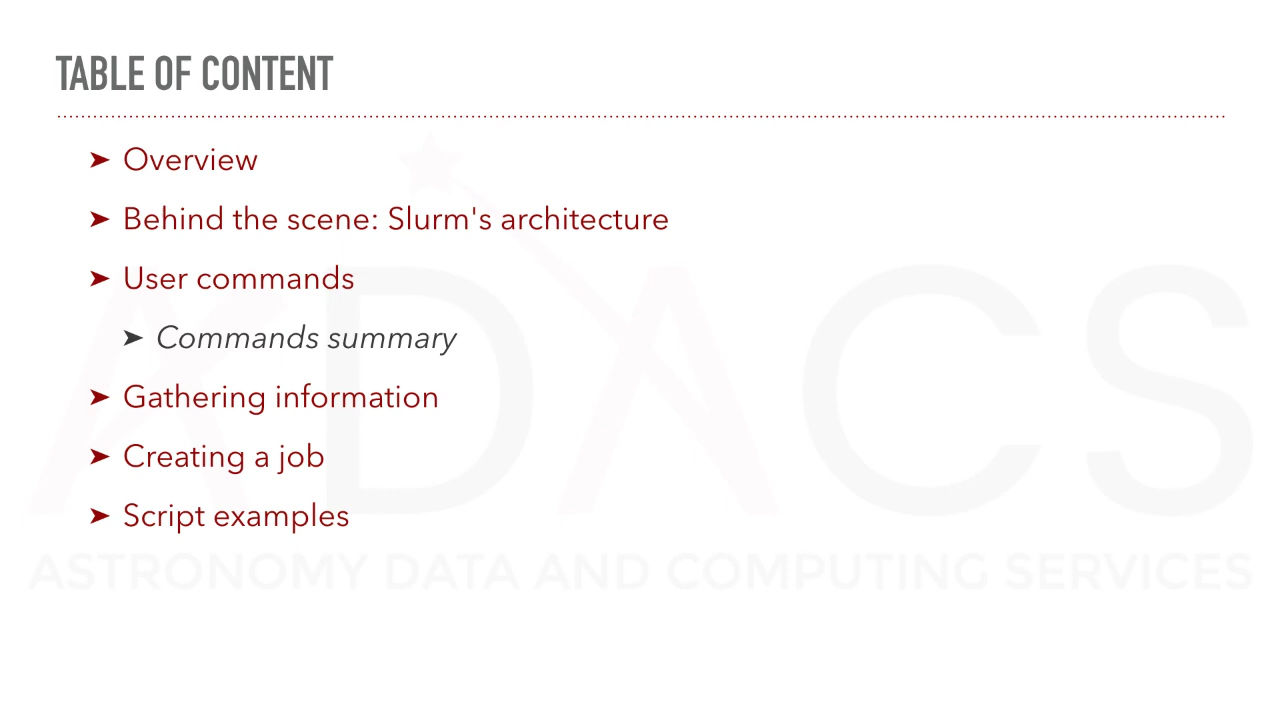 TABLE OF CONTENT
➤ Overview
➤ Behind the scene: Slurm's architecture
➤ User commands
➤ Commands summary
➤ Gathering information
➤ Creating a job
➤ Script examples
ADACS
ASTRONOMY DATA AND COMPUTING SERVICES